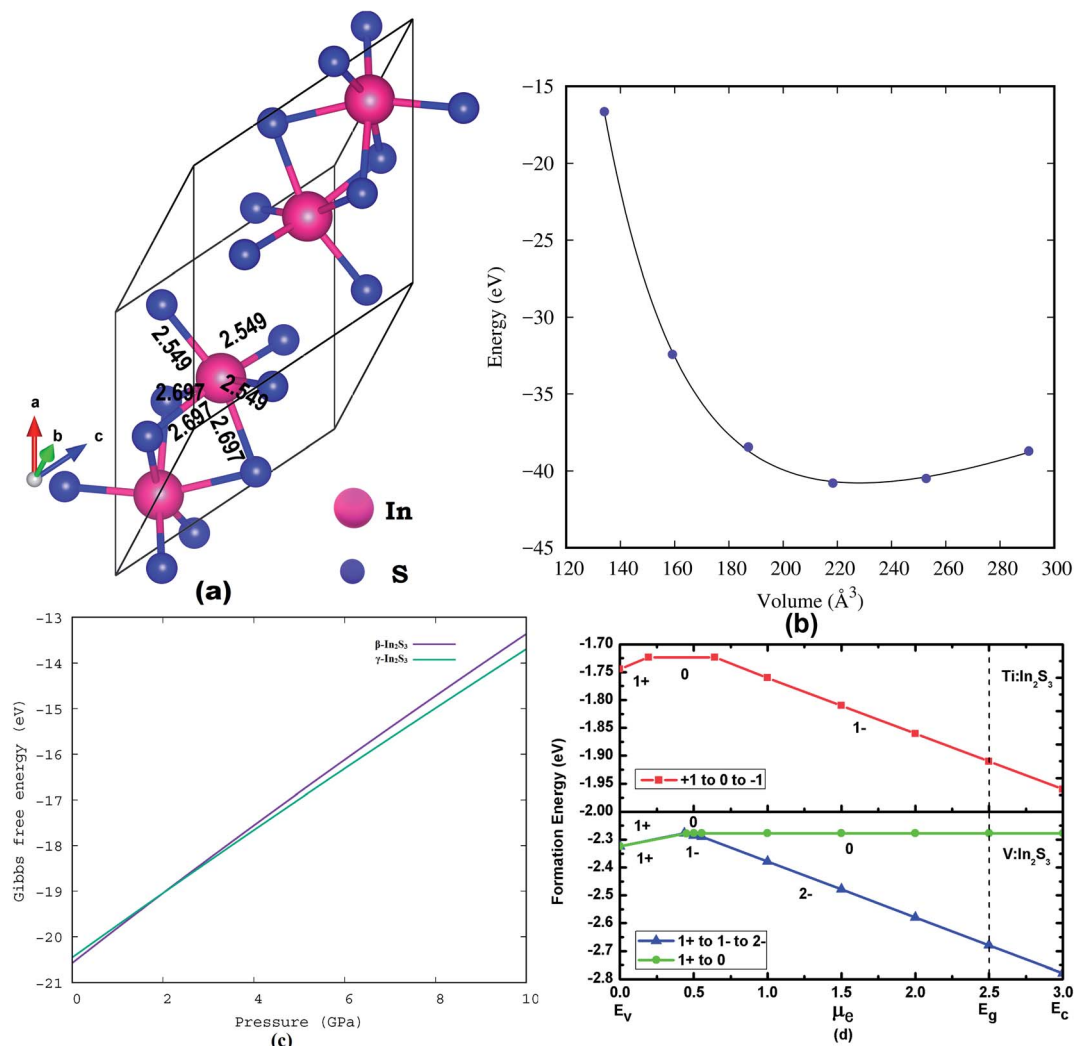 2.549
2.549
2.697
2.549
2.697
2.697
a
b
c
In
S
(a)
−15
−20
−25
−30
−35
−40
−45
Energy (eV)
120 140 160 180 200 220 240 260 280 300
Volume (Å³)
(b)
-13
-14
-15
-16
-17
-18
-19
-20
-21
Gibbs free energy (eV)
β-In₂S₃
γ-In₂S₃
0 2 4 6 8 10
Pressure (GPa)
(c)
Formation Energy (eV)
-1.70
-1.75
-1.80
-1.85
-1.90
-1.95
-2.00
1+
0
1-
Ti:In₂S₃
+1 to 0 to -1
-2.3
-2.4
-2.5
-2.6
-2.7
-2.8
1+
0
1+
1-
0
2-
V:In₂S₃
1+ to 1- to 2-
1+ to 0
0.0 0.5 1.0 1.5 2.0 2.5 3.0
Eᵥ μₑ E_g E_c
(d)